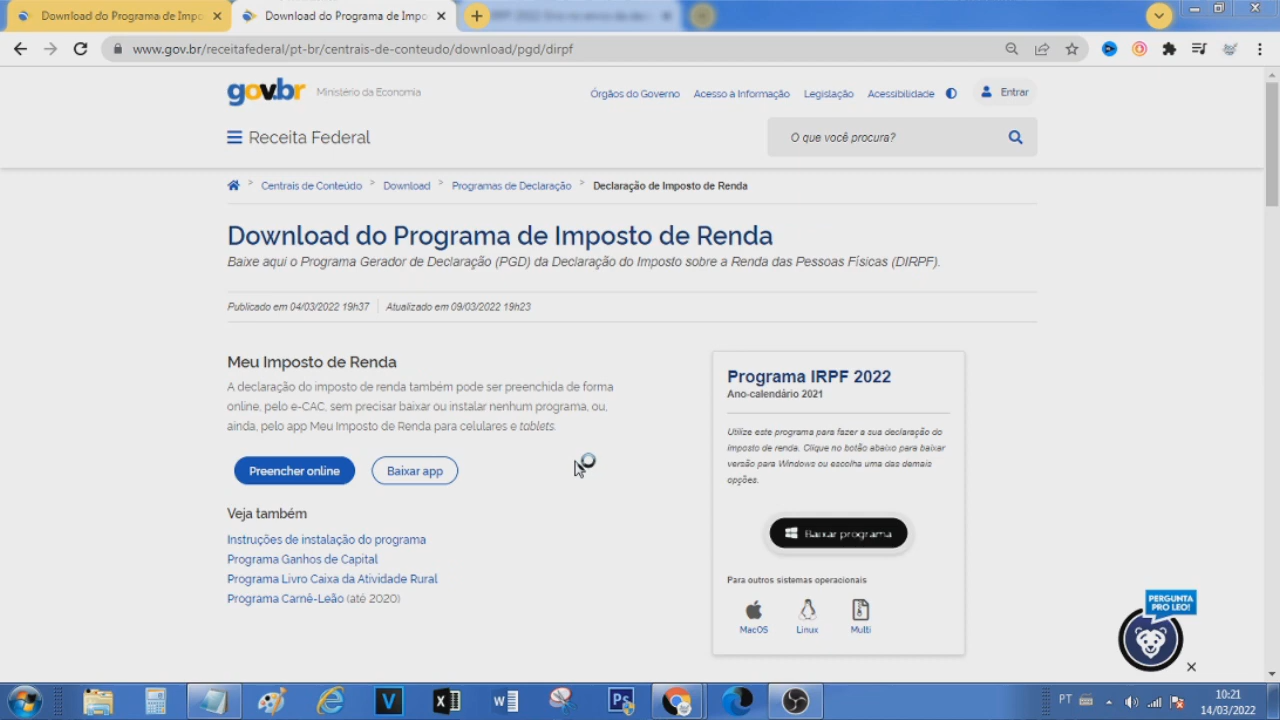 Download do Programa de Impo
Download do Programa de Impo
www.gov.br/receitafederal/pt-br/centrais-de-conteudo/download/pgd/dirpf
gov.br Ministério da Economia
Órgãos do Governo Acesso à Informação Legislação Acessibilidade Entrar
Receita Federal
O que você procura?
> Centrais de Conteúdo > Download > Programas de Declaração > Declaração de Imposto de Renda
Download do Programa de Imposto de Renda
Baixe aqui o Programa Gerador de Declaração (PGD) da Declaração do Imposto sobre a Renda das Pessoas Físicas (DIRPF).
Publicado em 04/03/2022 19h37 Atualizado em 09/03/2022 19h23
Meu Imposto de Renda
A declaração do imposto de renda também pode ser preenchida de forma
online, pelo e-CAC, sem precisar baixar ou instalar nenhum programa, ou,
ainda, pelo app Meu Imposto de Renda para celulares e tablets.
Preencher online Baixar app
Veja também
Instruções de instalação do programa
Programa Ganhos de Capital
Programa Livro Caixa da Atividade Rural
Programa Carnê-Leão (até 2020)
Programa IRPF 2022
Ano-calendário 2021
Utilize este programa para fazer a sua declaração do
imposto de renda. Clique no botão abaixo para baixar
versão para Windows ou escolha uma das demais
opções.
Baixar programa
Para outros sistemas operacionais
MacOS Linux Multi
PERGUNTA
PRO LEO!
PT
10:21
14/03/2022